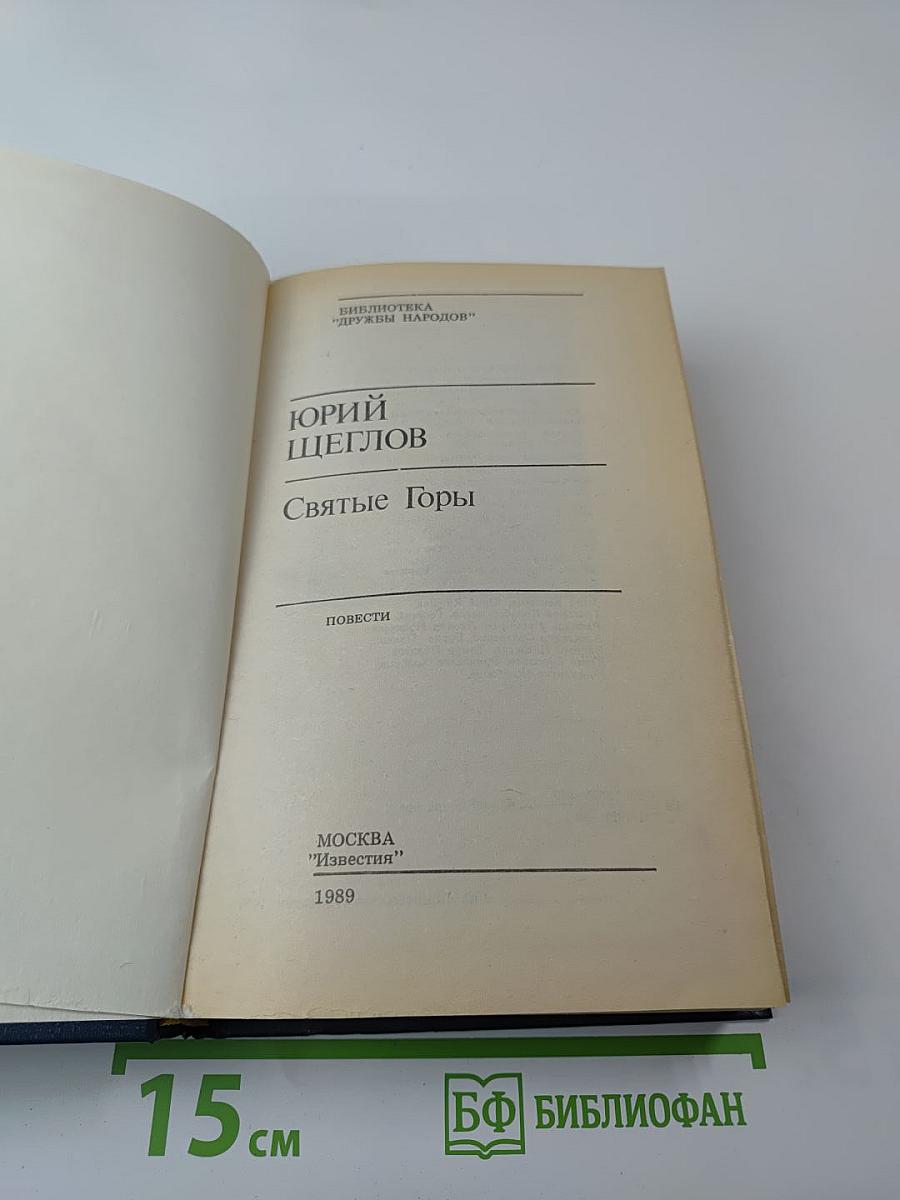 БИБЛИОТЕКА
"ДРУЖБЫ НАРОДОВ"
ЮРИЙ
ЩЕГЛОВ
Святые Горы
ПОВЕСТИ
МОСКВА
"Известия"
1989
15 см
БФ БИБЛИОФАН